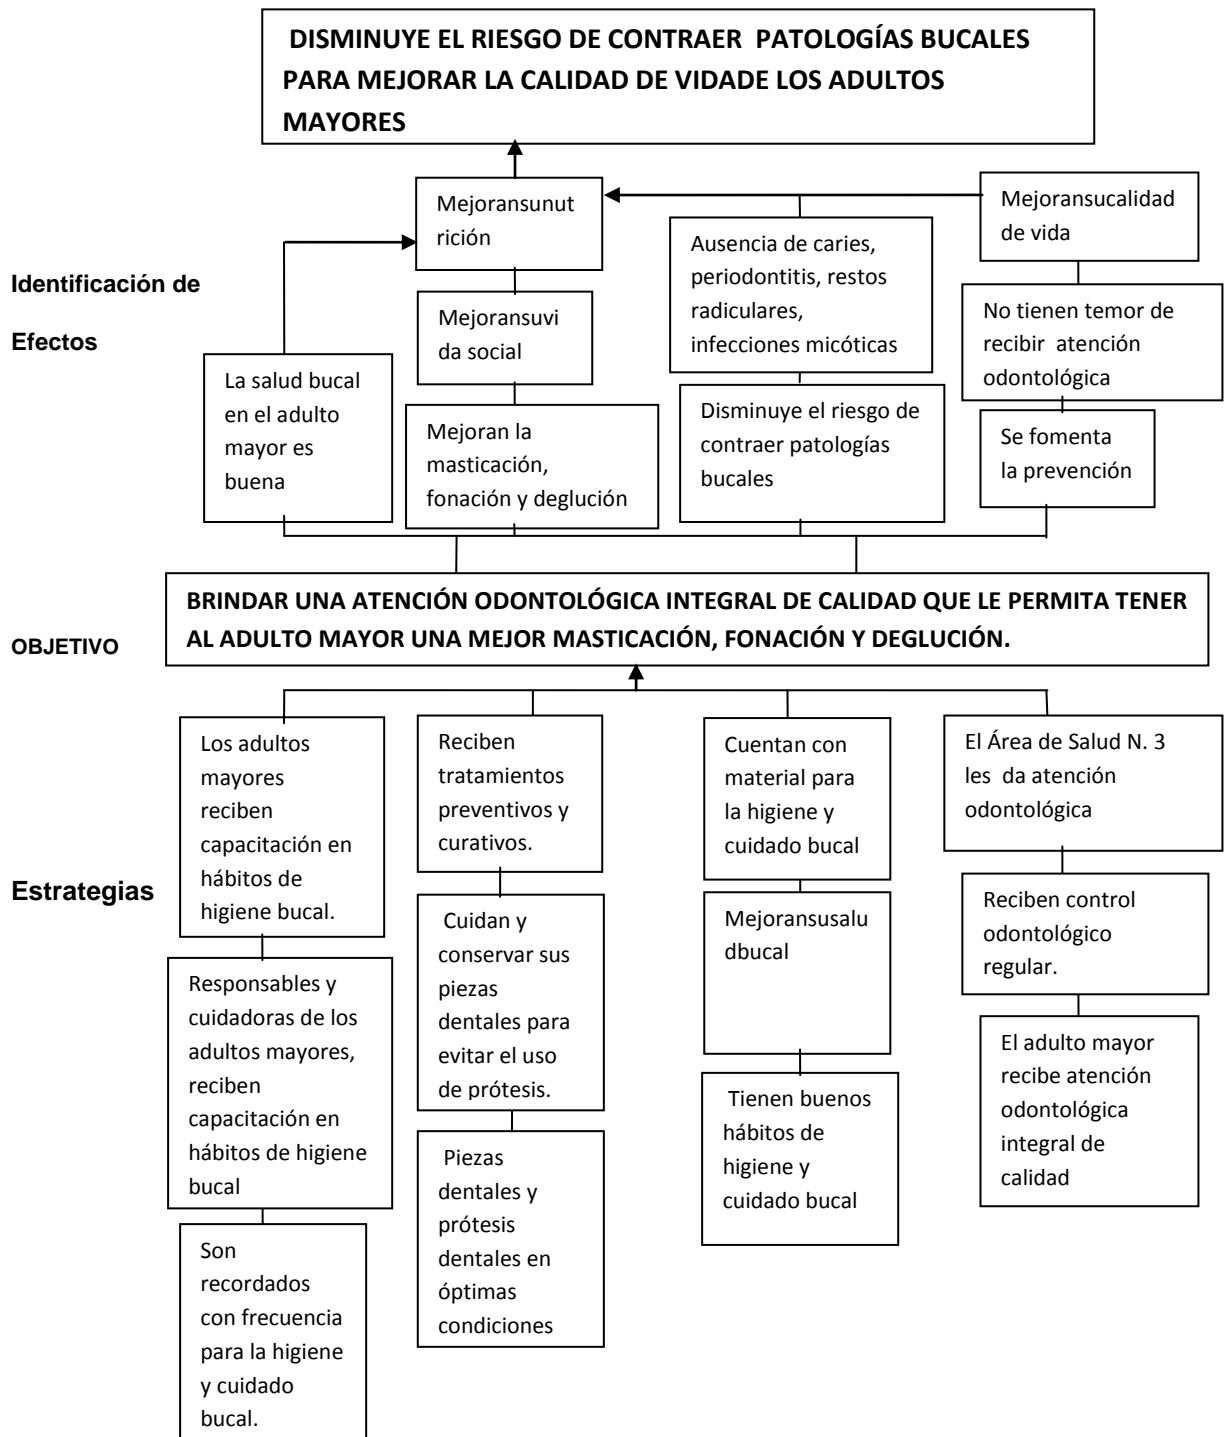 DISMINUYE EL RIESGO DE CONTRAER PATOLOGÍAS BUCALES
PARA MEJORAR LA CALIDAD DE VIDADE LOS ADULTOS
MAYORES
Identificación de
Efectos
La salud bucal
en el adulto
mayor es
buena
Mejoransunut
rición
Mejoransuvi
da social
Mejoran la
masticación,
fonación y deglución
Ausencia de caries,
periodontitis, restos
radiculares,
infecciones micóticas
Disminuye el riesgo de
contraer patologías
bucales
Mejoransucalidad
de vida
No tienen temor de
recibir atención
odontológica
Se fomenta
la prevención
OBJETIVO
BRINDAR UNA ATENCIÓN ODONTOLÓGICA INTEGRAL DE CALIDAD QUE LE PERMITA TENER
AL ADULTO MAYOR UNA MEJOR MASTICACIÓN, FONACIÓN Y DEGLUCIÓN.
Estrategias
Los adultos
mayores
reciben
capacitación en
hábitos de
higiene bucal.
Responsables y
cuidadoras de los
adultos mayores,
reciben
capacitación en
hábitos de higiene
bucal
Son
recordados
con frecuencia
para la higiene
y cuidado
bucal.
Reciben
tratamientos
preventivos y
curativos.
Cuidan y
conservar sus
piezas
dentales para
evitar el uso
de prótesis.
Piezas
dentales y
prótesis
dentales en
óptimas
condiciones
Cuentan con
material para
la higiene y
cuidado bucal
Mejoransusalu
dbucal
Tienen buenos
hábitos de
higiene y
cuidado bucal
El Área de Salud N. 3
les da atención
odontológica
Reciben control
odontológico
regular.
El adulto mayor
recibe atención
odontológica
integral de
calidad